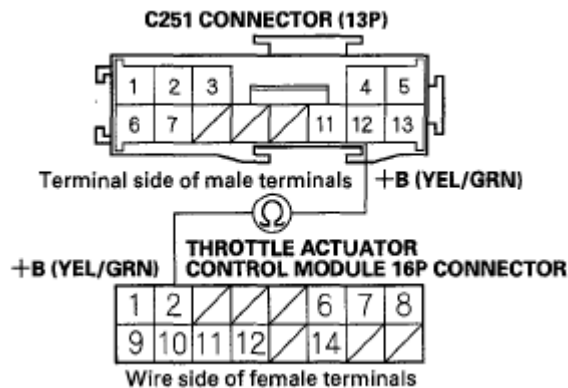 C251 CONNECTOR (13P)
1 2 3 4 5
6 7 11 12 13
Terminal side of male terminals
+B (YEL/GRN)
Ω
+B (YEL/GRN)
THROTTLE ACTUATOR
CONTROL MODULE 16P CONNECTOR
1 2 6 7 8
9 10 11 12 14
Wire side of female terminals